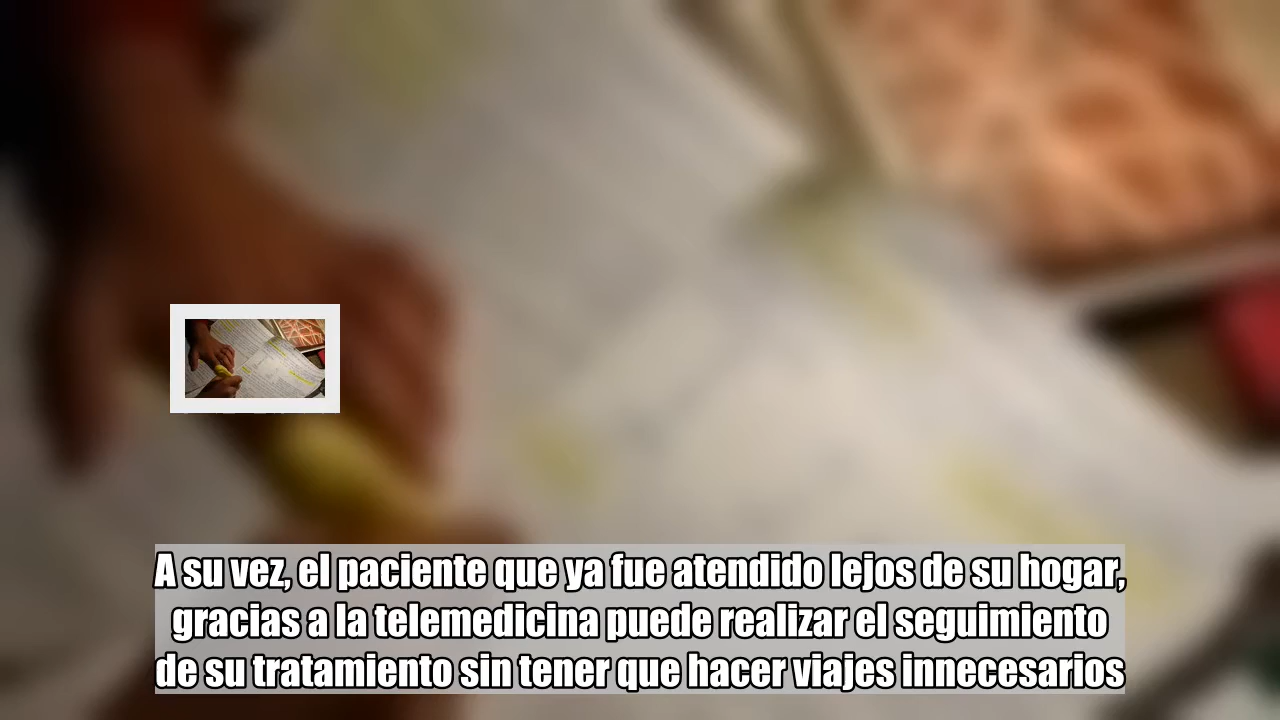 A su vez, el paciente que ya fue atendido lejos de su hogar,
gracias a la telemedicina puede realizar el seguimiento
de su tratamiento sin tener que hacer viajes innecesarios